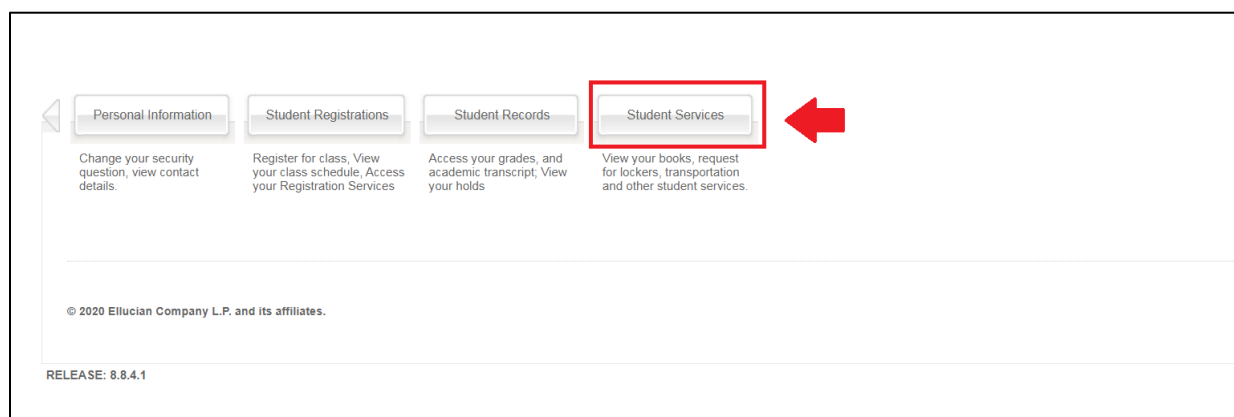 Personal Information
Student Registrations
Student Records
Student Services
Change your security
question, view contact
details.
Register for class, View
your class schedule, Access
your Registration Services
Access your grades, and
academic transcript; View
your holds
View your books, request
for lockers, transportation
and other student services.
© 2020 Ellucian Company L.P. and its affiliates.
RELEASE: 8.8.4.1